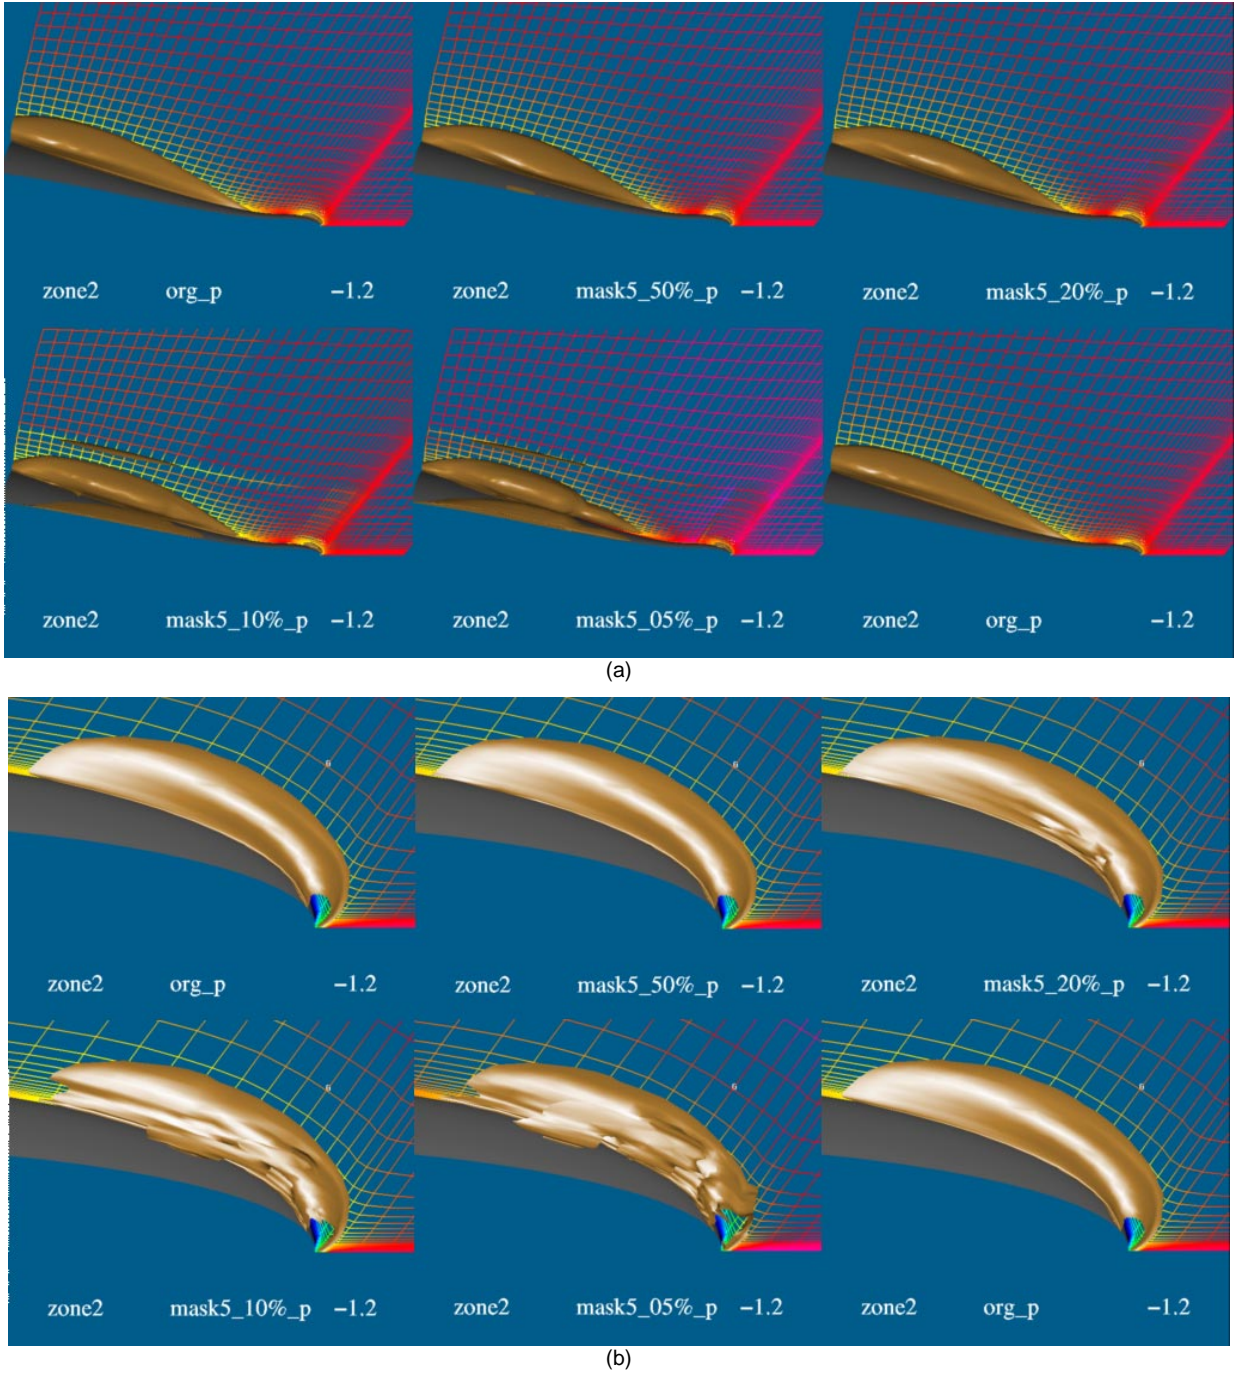 zone2 org_p −1.2 zone2 mask5_50%_p −1.2 zone2 mask5_20%_p −1.2
zone2 mask5_10%_p −1.2 zone2 mask5_05%_p −1.2 zone2 org_p −1.2
(a)
zone2 org_p −1.2 zone2 mask5_50%_p −1.2 zone2 mask5_20%_p −1.2
zone2 mask5_10%_p −1.2 zone2 mask5_05%_p −1.2 zone2 org_p −1.2
(b)